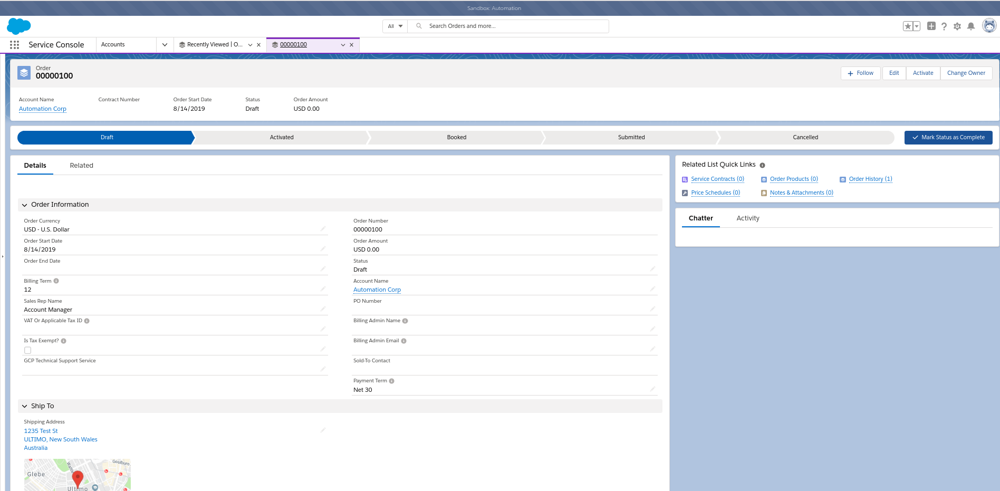 Sandbox: Automation
All
Search Orders and more...
Service Console
Accounts
Recently Viewed | O...
00000100
Order
00000100
Follow
Edit
Activate
Change Owner
Account Name
Contract Number
Order Start Date
Status
Order Amount
Automation Corp
8/14/2019
Draft
USD 0.00
Draft
Activated
Booked
Submitted
Cancelled
Mark Status as Complete
Details
Related
Order Information
Order Currency
USD - U.S. Dollar
Order Number
00000100
Order Start Date
8/14/2019
Order Amount
USD 0.00
Order End Date
Status
Draft
Billing Term
12
Account Name
Automation Corp
Sales Rep Name
Account Manager
PO Number
VAT Or Applicable Tax ID
Billing Admin Name
Is Tax Exempt?
Billing Admin Email
GCP Technical Support Service
Sold-To Contact
Payment Term
Net 30
Ship To
Shipping Address
1235 Test St
ULTIMO, New South Wales
Australia
Glebe
Goulburn
Ultimo
Related List Quick Links
Service Contracts (0)
Order Products (0)
Order History (1)
Price Schedules (0)
Notes & Attachments (0)
Chatter
Activity